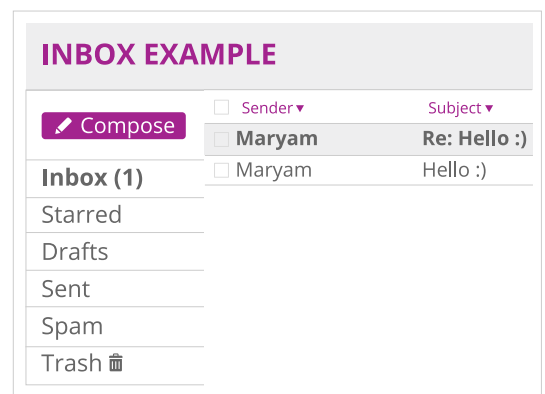 INBOX EXAMPLE
Compose
Inbox (1)
Starred
Drafts
Sent
Spam
Trash
Sender▾ Subject▾
Maryam Re: Hello :)
Maryam Hello :)